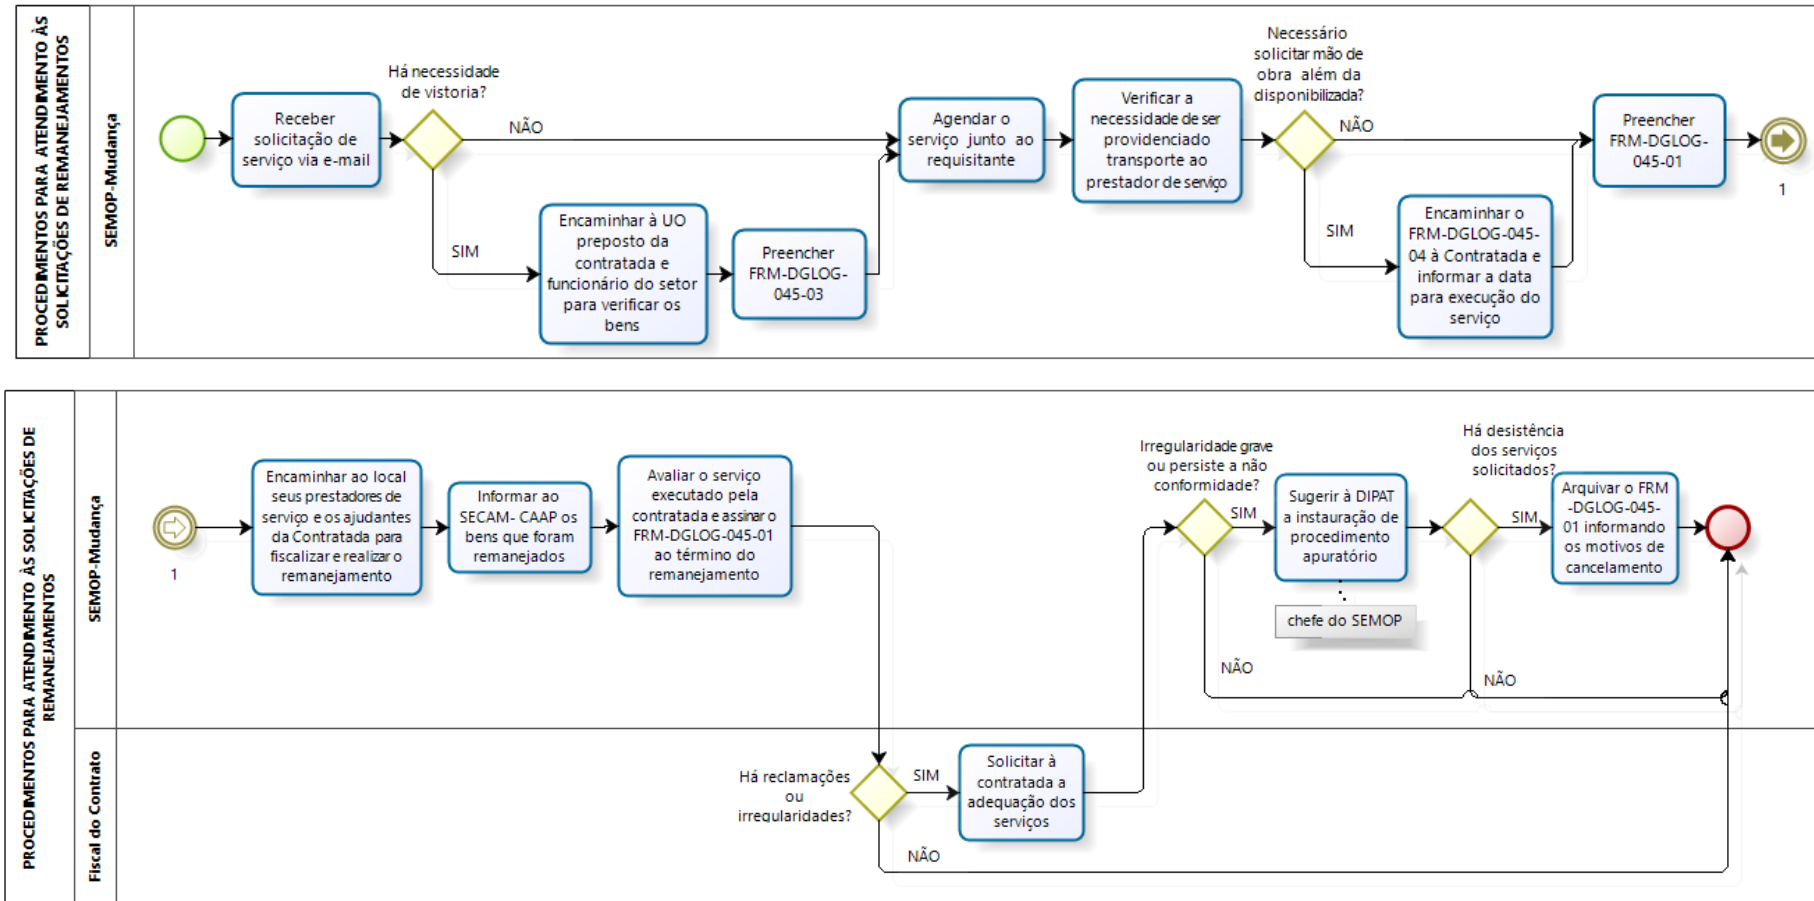 PROCEDIMENTOS PARA ATENDIMENTO ÀS
SOLICITAÇÕES DE REMANEJAMENTOS
SEMOP-Mudança
Receber
solicitação de
serviço via e-mail
Há necessidade
de vistoria?
NÃO
SIM
Encaminhar à UO
preposto da
contratada e
funcionário do setor
para verificar os
bens
Preencher
FRM-DGLOG-
045-03
Agendar o
serviço junto ao
requisitante
Verificar a
necessidade de ser
providenciado
transporte ao
prestador de serviço
Necessário
solicitar mão de
obra além da
disponibilizada?
NÃO
SIM
Encaminhar o
FRM-DGLOG-045-
04 à Contratada e
informar a data
para execução do
serviço
Preencher
FRM-DGLOG-
045-01
1
PROCEDIMENTOS PARA ATENDIMENTO ÀS SOLICITAÇÕES DE
REMANEJAMENTOS
SEMOP-Mudança
1
Encaminhar ao local
seus prestadores de
serviço e os ajudantes
da Contratada para
fiscalizar e realizar o
remanejamento
Informar ao
SECAM- CAAP os
bens que foram
remanejados
Avaliar o serviço
executado pela
contratada e assinar o
FRM-DGLOG-045-01
ao término do
remanejamento
Irregularidade grave
ou persiste a não
conformidade?
SIM
NÃO
Sugerir à DIPAT
a instauração de
procedimento
apuratório
chefe do SEMOP
Há desistência
dos serviços
solicitados?
SIM
NÃO
Arquivar o FRM
-DGLOG-045-
01 informando
os motivos de
cancelamento
Fiscal do Contrato
Há reclamações
ou
irregularidades?
SIM
NÃO
Solicitar à
contratada a
adequação dos
serviços